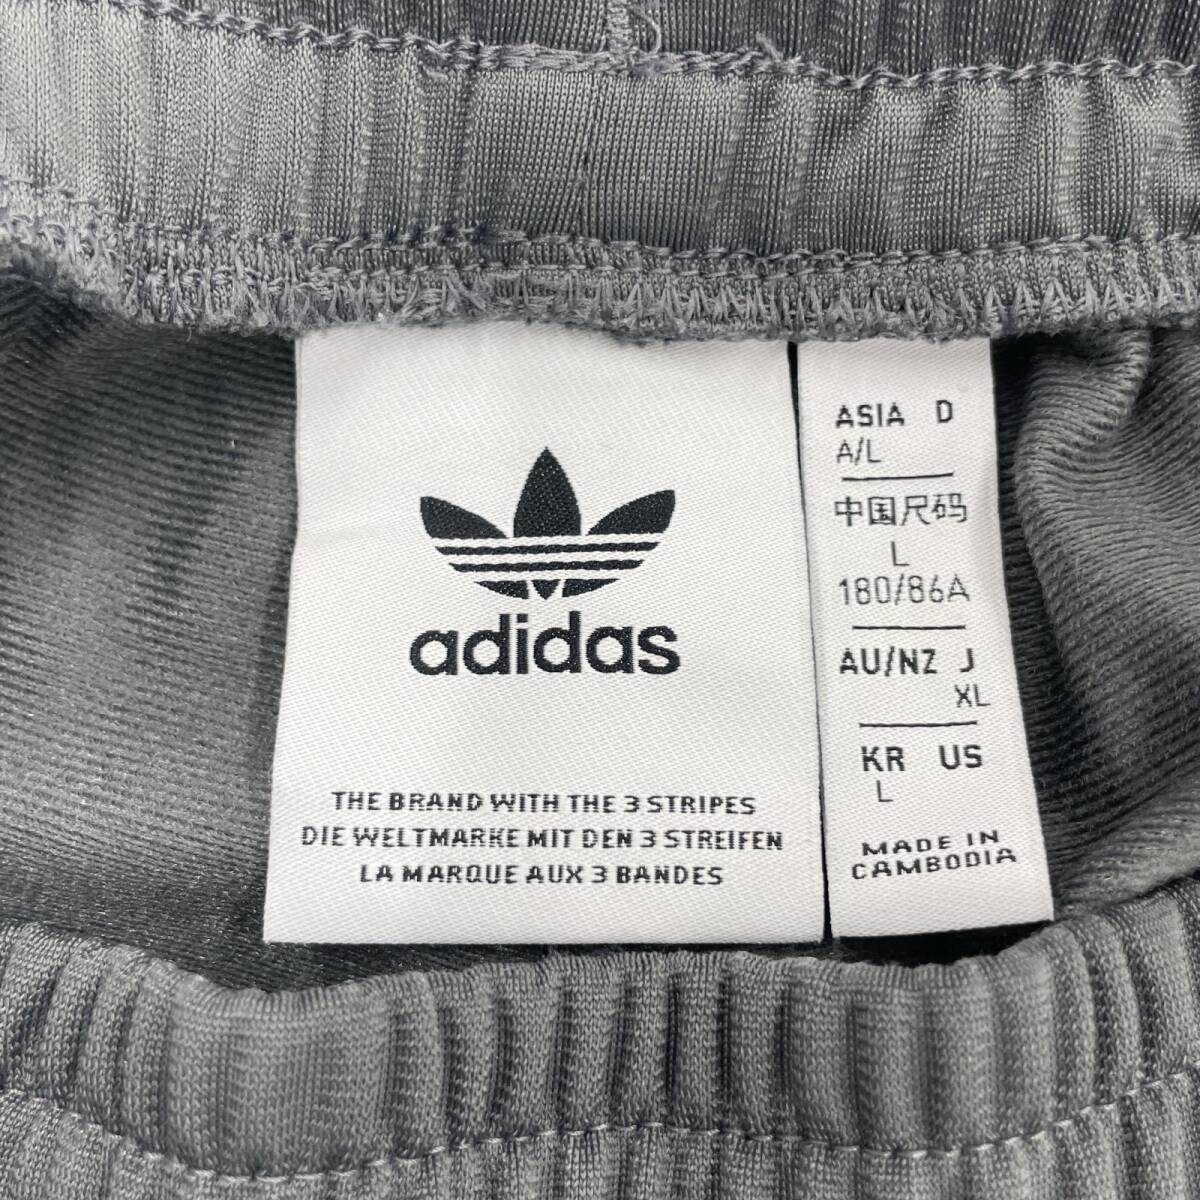 adidas
THE BRAND WITH THE 3 STRIPES
DIE WELTMARKE MIT DEN 3 STREIFEN
LA MARQUE AUX 3 BANDES
ASIA D
A/L
中国尺码
L
180/86A
AU/NZ J
XL
KR US
L
MADE IN
CAMBODIA